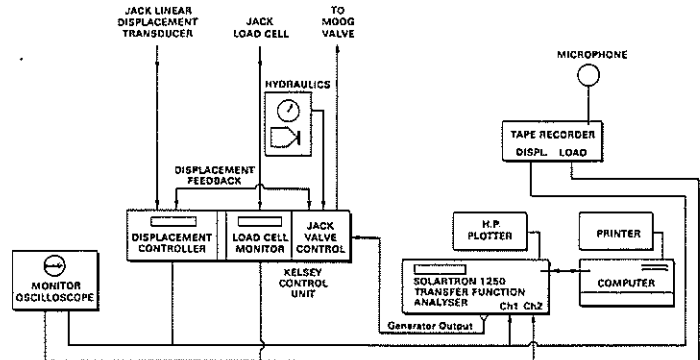 JACK LINEAR
DISPLACEMENT
TRANSDUCER
JACK
LOAD CELL
TO
MOOG
VALVE
MICROPHONE
HYDRAULICS
TAPE RECORDER
DISPL. LOAD
DISPLACEMENT
FEEDBACK
DISPLACEMENT
CONTROLLER
LOAD CELL
MONITOR
JACK
VALVE
CONTROL
KELSEY
CONTROL
UNIT
H.P.
PLOTTER
PRINTER
MONITOR
OSCILLOSCOPE
SOLARTRON 1250
TRANSFER FUNCTION
ANALYSER
Ch1 Ch2
COMPUTER
Generator Output